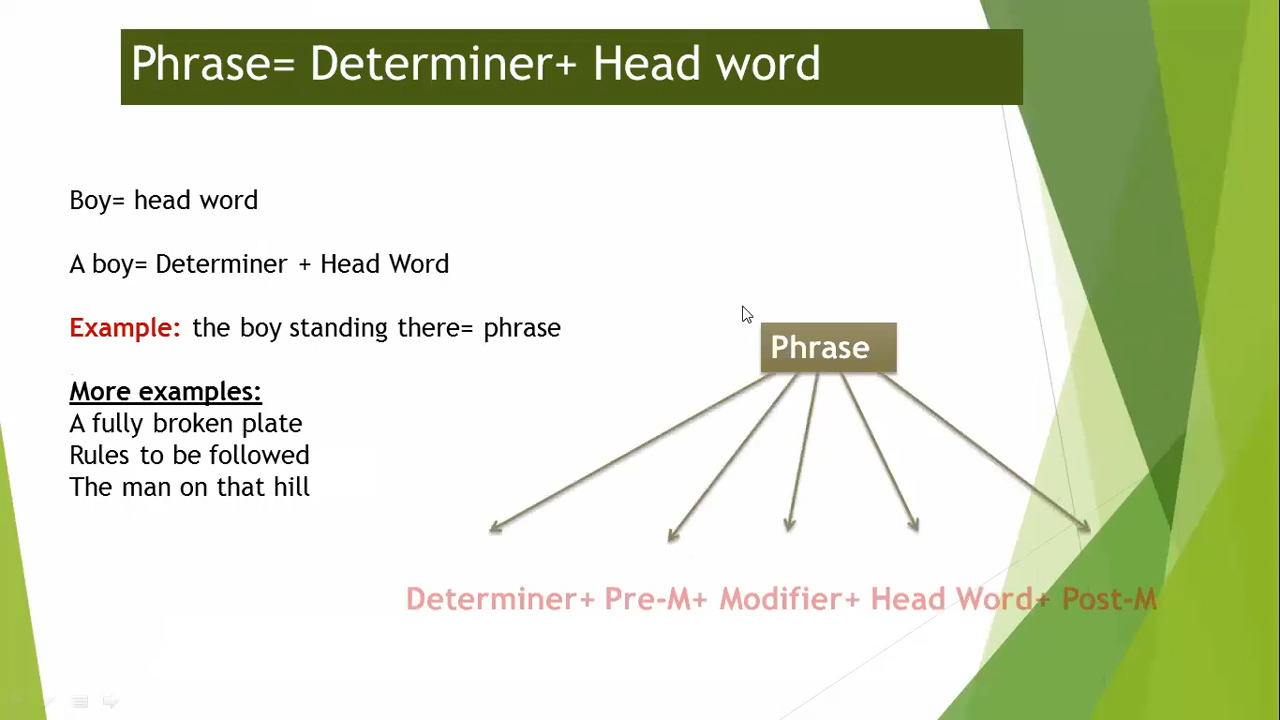 Phrase= Determiner+ Head word
Boy= head word
A boy= Determiner + Head Word
Example: the boy standing there= phrase
More examples:
A fully broken plate
Rules to be followed
The man on that hill
Phrase
Determiner+ Pre-M+ Modifier+ Head Word+ Post-M